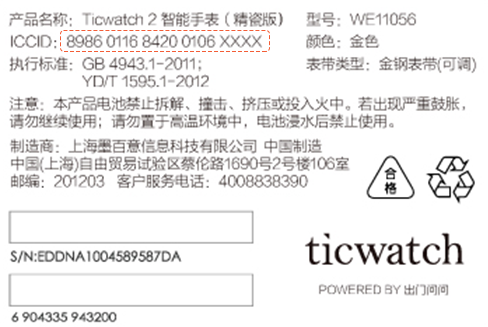 产品名称：Ticwatch 2 智能手表（精瓷版） 型号：WE11056
ICCID: 8986 0116 8420 0106 XXXX 颜色：金色
执行标准：GB 4943.1-2011； 表带类型：金钢表带(可调)
YD/T 1595.1-2012
注意：本产品电池禁止拆解、撞击、挤压或投入火中。若出现严重鼓胀，
请勿继续使用；请勿置于高温环境中，电池浸水后禁止使用。
制造商：上海墨百意信息科技有限公司 中国制造
中国(上海)自由贸易试验区蔡伦路1690号2号楼106室
邮编：201203 客户服务电话：4008838390
合格
S/N:EDDNA1004589587DA
ticwatch
POWERED BY 出门问问
6 904335 943200